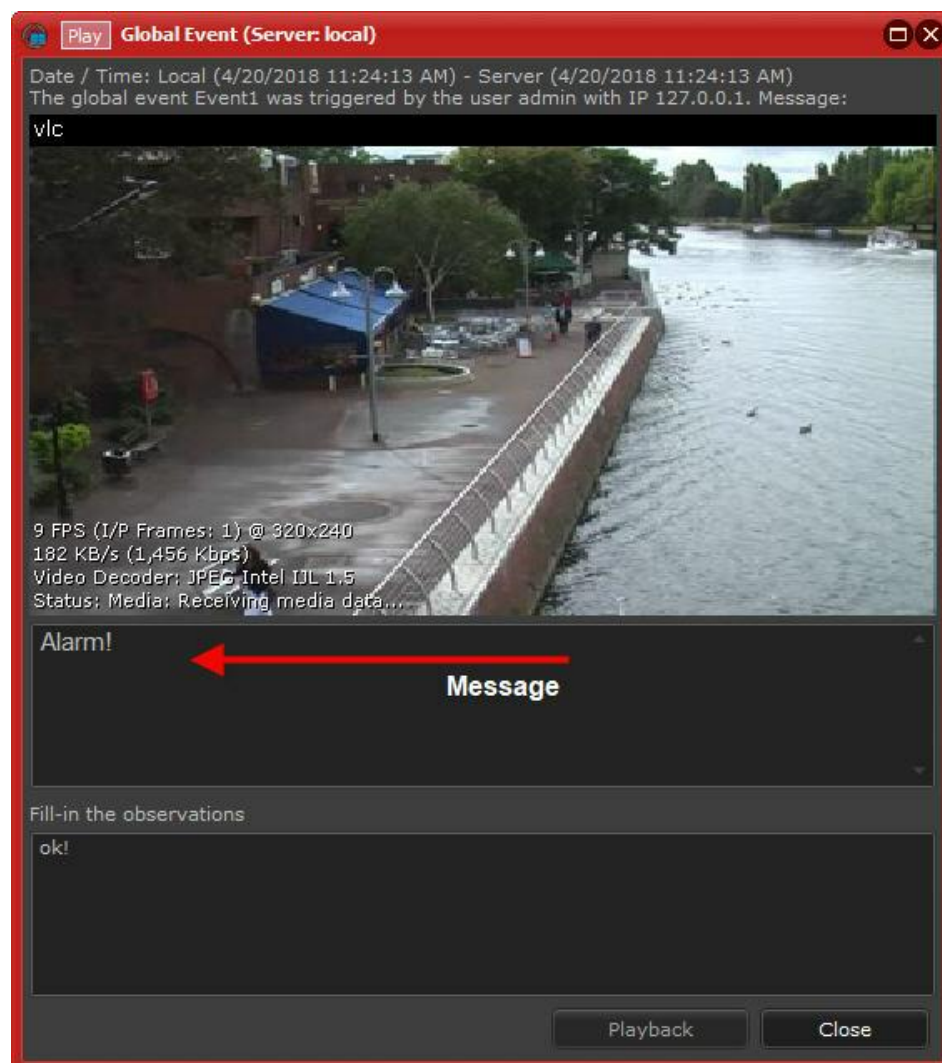 Play Global Event (Server: local)
Date / Time: Local (4/20/2018 11:24:13 AM) - Server (4/20/2018 11:24:13 AM)
The global event Event1 was triggered by the user admin with IP 127.0.0.1. Message:
vlc
9 FPS (I/P Frames: 1) @ 320x240
182 KB/s (1,456 Kbps)
Video Decoder: JPEG Intel IJL 1.5
Status: Media: Receiving media data...
Alarm!
Message
Fill-in the observations
ok!
Playback Close